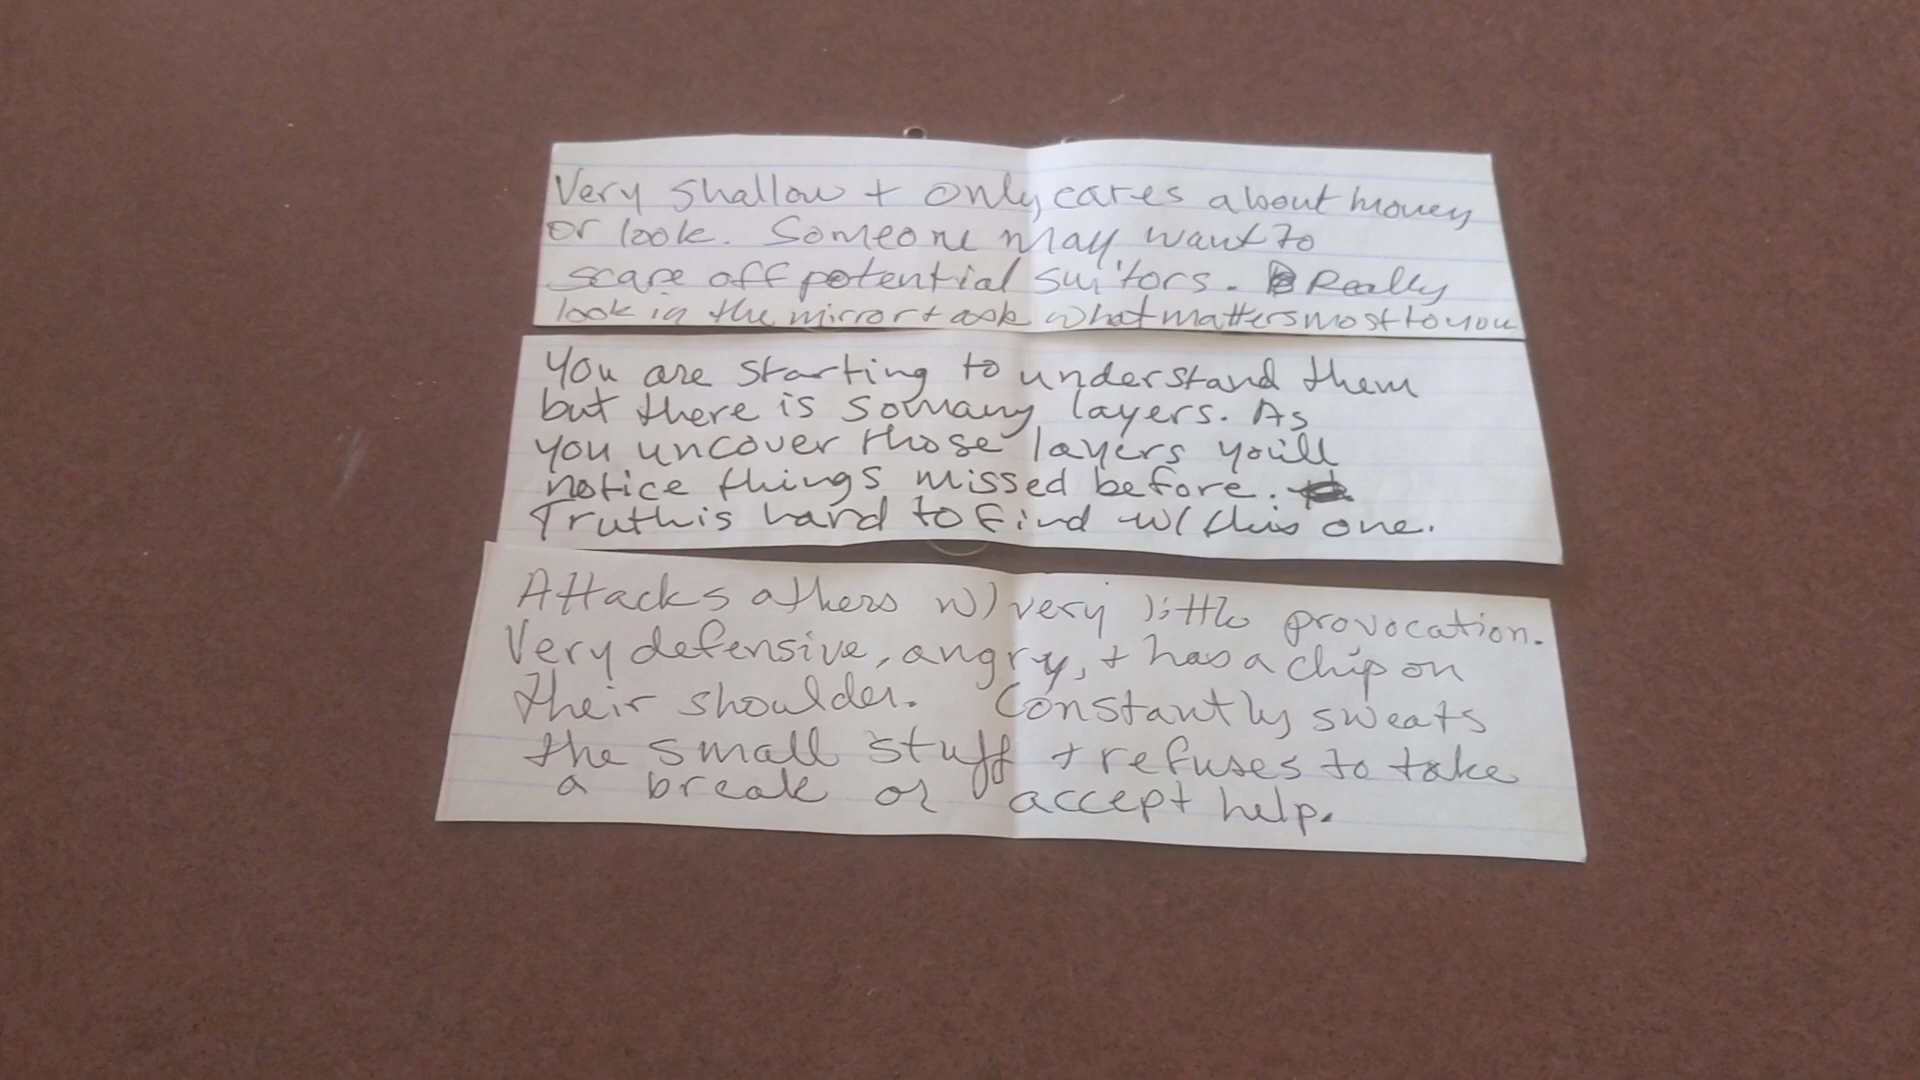 Very shallow + only cares about money
or look. Someone may want to
scare off potential suitors. Really
look in the mirror + ask what matters most to you
You are starting to understand them
but there is so many layers. As
you uncover those layers you'll
notice things missed before.
Truth is hard to find w/ this one.
Attacks others w/ very little provocation.
Very defensive, angry, + has a chip on
their shoulder. Constantly sweats
the small stuff + refuses to take
a break or accept help.